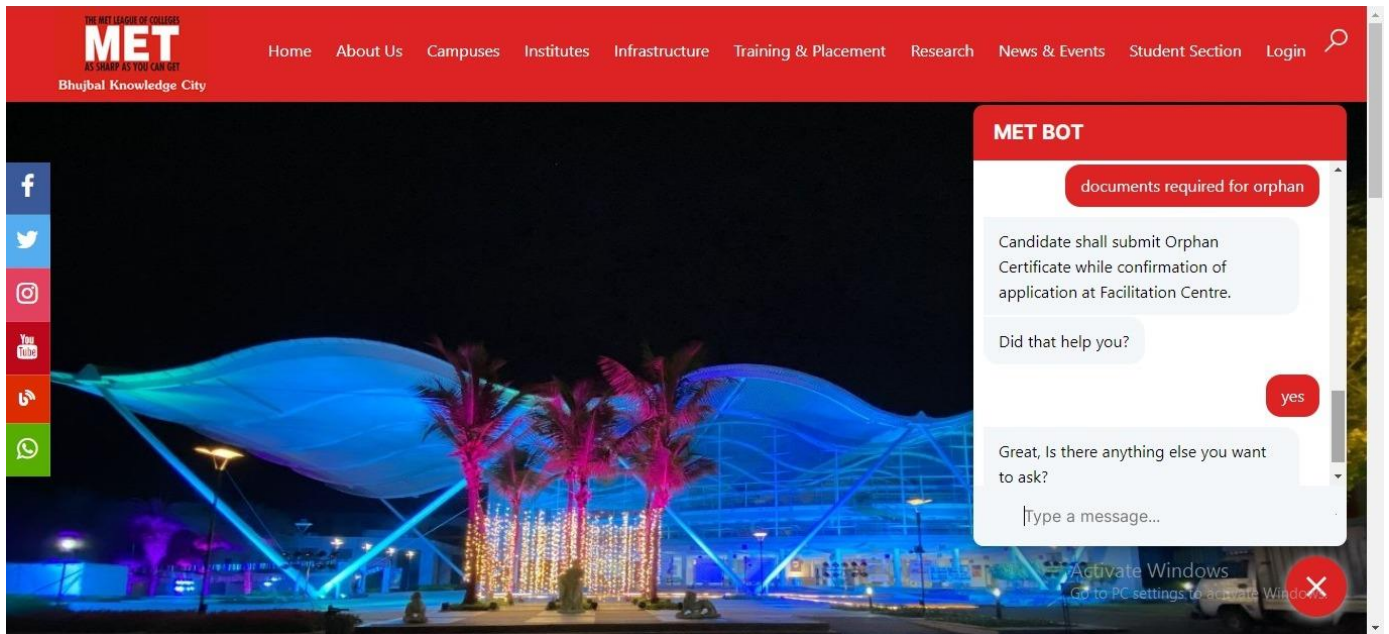 THE MET LEAGUE OF COLLEGES
MET
AS SHARP AS YOU CAN GET
Bhujbal Knowledge City
Home About Us Campuses Institutes Infrastructure Training & Placement Research News & Events Student Section Login
MET BOT
documents required for orphan
Candidate shall submit Orphan
Certificate while confirmation of
application at Facilitation Centre.
Did that help you?
yes
Great, Is there anything else you want
to ask?
Type a message...
You
Tube
Activate Windows
Go to PC settings to activate Windows.